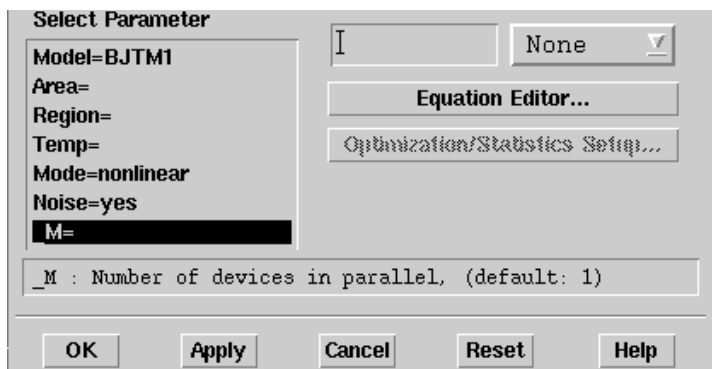 Select Parameter
Model=BJTM1
Area=
Region=
Temp=
Mode=nonlinear
Noise=yes
_M=
None
Equation Editor...
Optimization/Statistics Setup...
_M : Number of devices in parallel, (default: 1)
OK Apply Cancel Reset Help